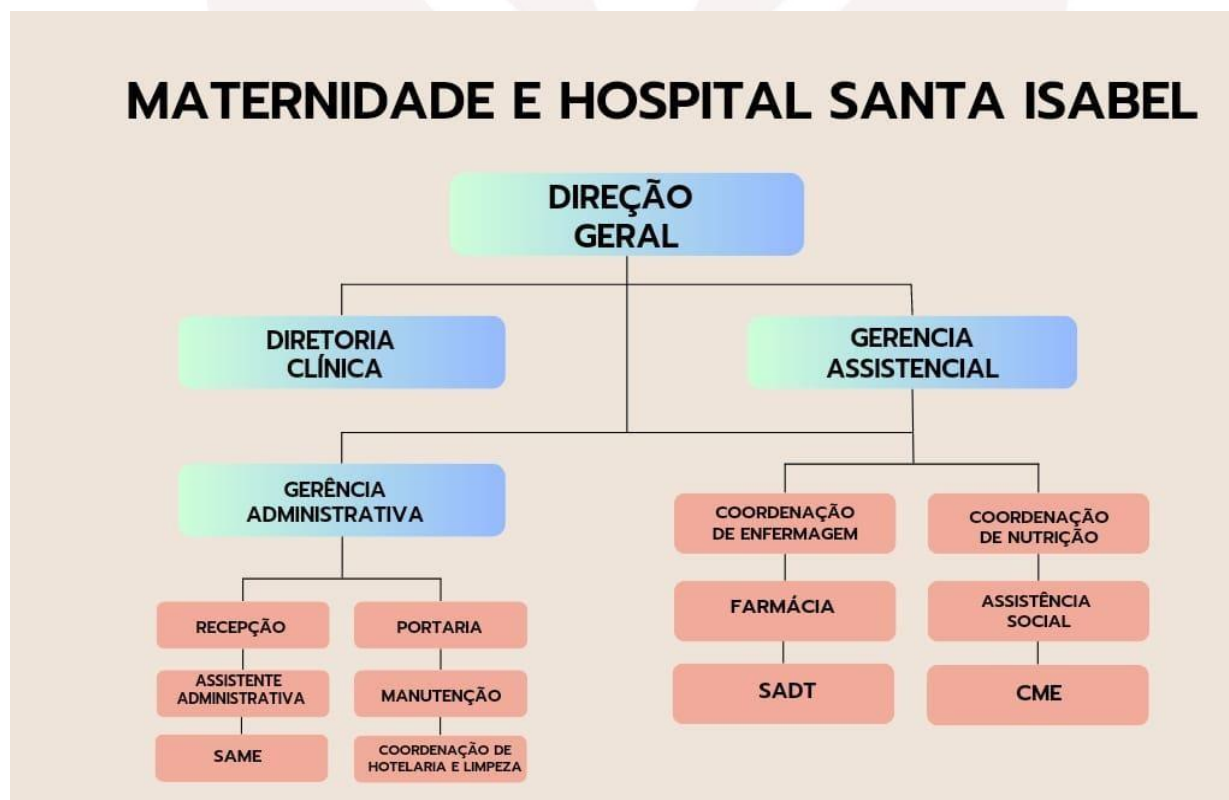 MATERNIDADE E HOSPITAL SANTA ISABEL
DIREÇÃO
GERAL
DIRETORIA
CLÍNICA
GERENCIA
ASSISTENCIAL
GERÊNCIA
ADMINISTRATIVA
RECEPÇÃO
PORTARIA
ASSISTENTE
ADMINISTRATIVA
MANUTENÇÃO
SAME
COORDENAÇÃO DE
HOTELARIA E LIMPEZA
COORDENAÇÃO
DE ENFERMAGEM
COORDENAÇÃO
DE NUTRIÇÃO
FARMÁCIA
ASSISTÊNCIA
SOCIAL
SADT
CME